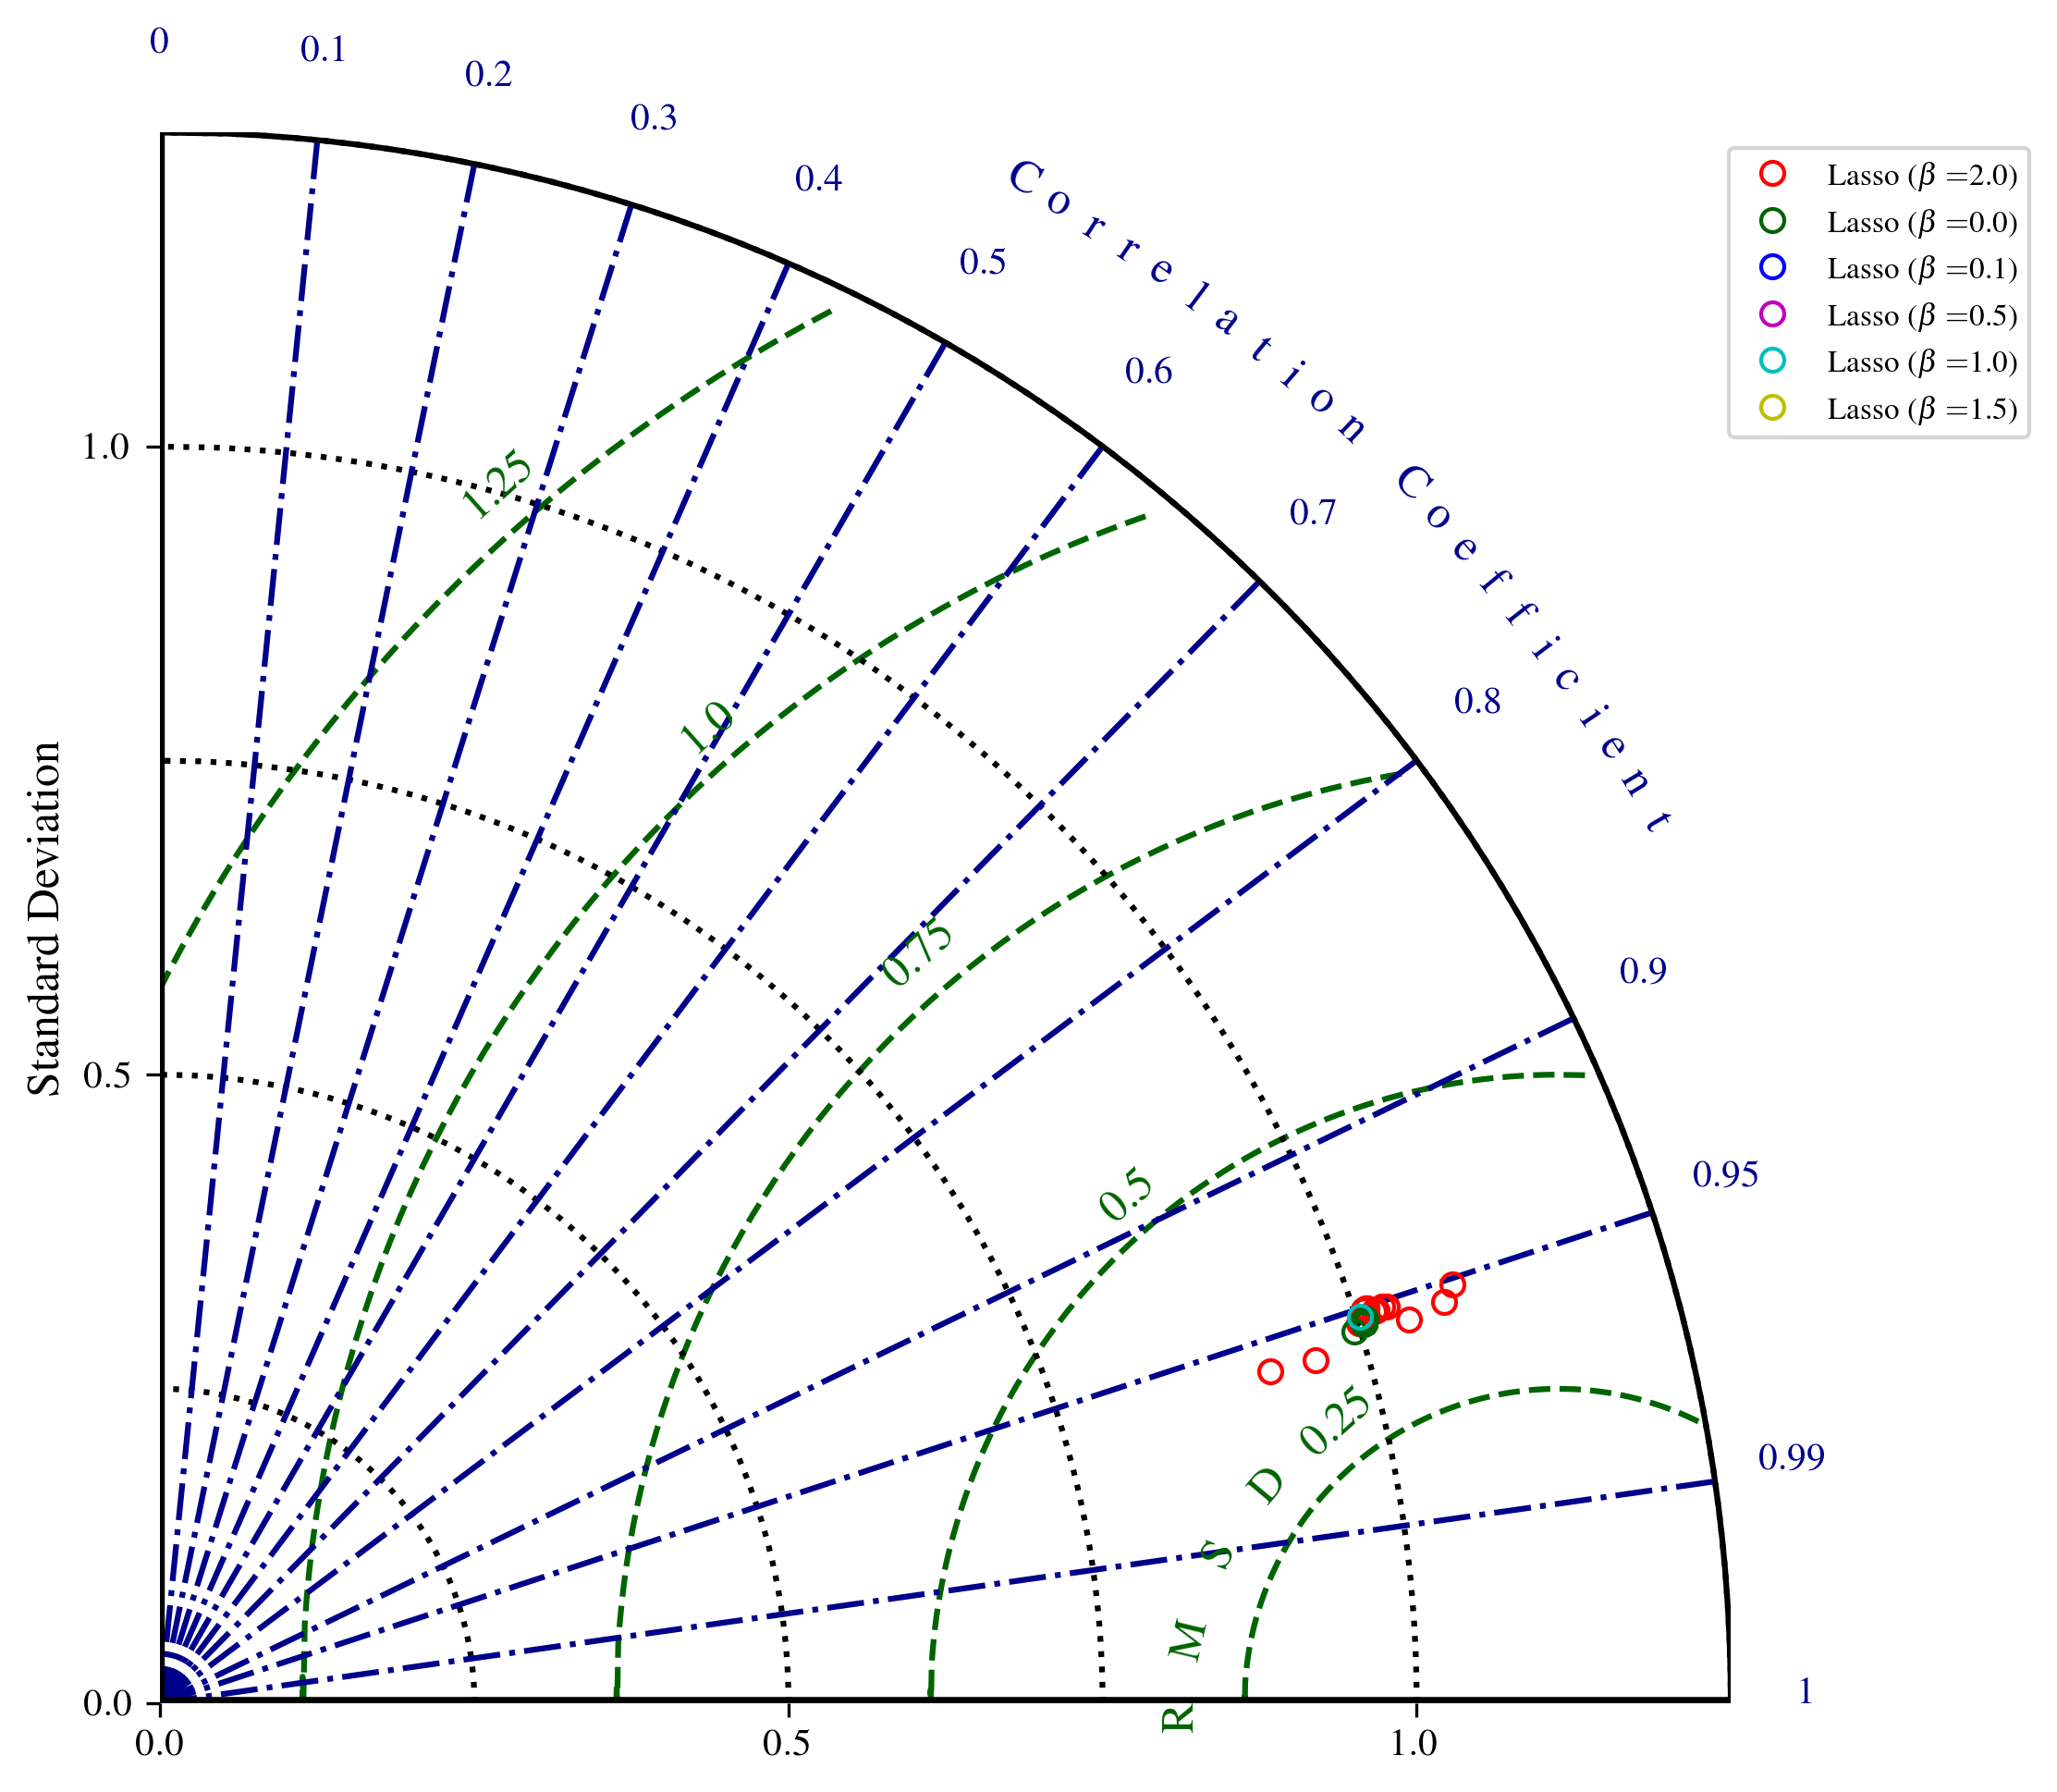 0
0.1
0.2
0.3
0.4
0.5
0.6
0.7
0.8
0.9
0.95
0.99
1
Correlation Coefficient
Lasso (β =2.0)
Lasso (β =0.0)
Lasso (β =0.1)
Lasso (β =0.5)
Lasso (β =1.0)
Lasso (β =1.5)
Standard Deviation
1.0
0.5
0.0
1.25
1.0
0.75
0.5
0.25
RMSD
0.0
0.5
1.0